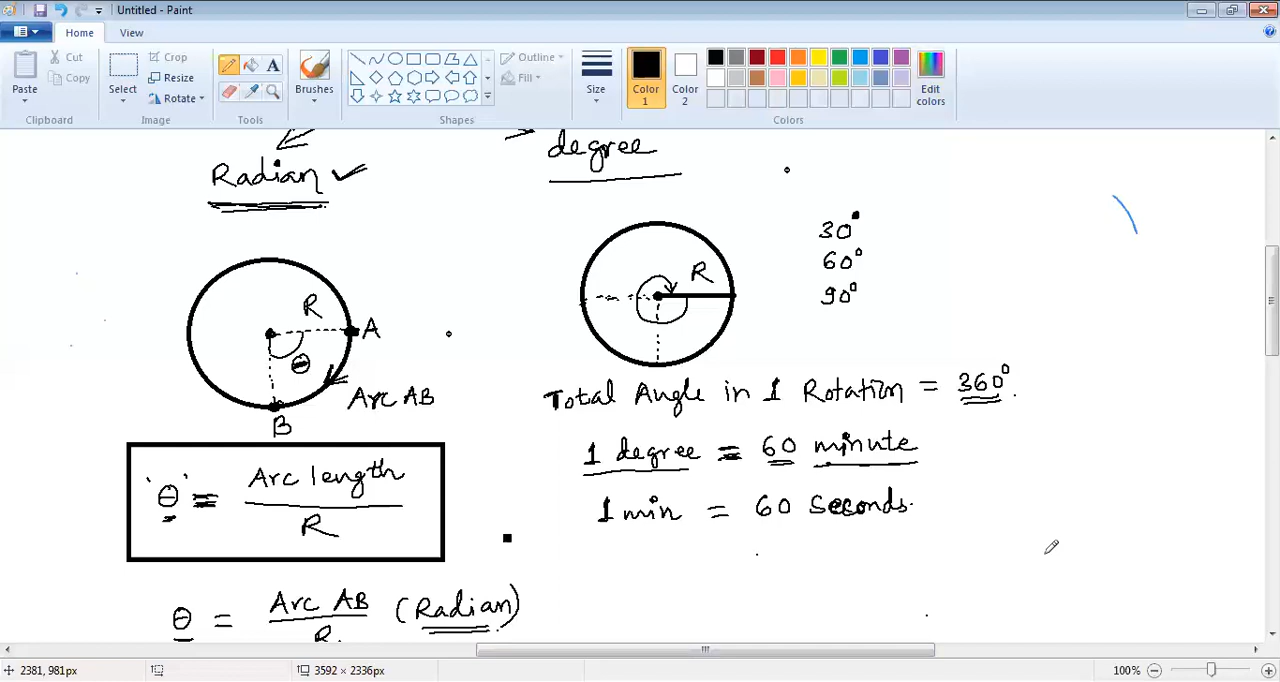 Untitled - Paint
Home View
Paste
Cut
Copy
Clipboard
Select
Crop
Resize
Rotate
Image
A
Tools
Brushes
Shapes
Outline
Fill
Size
Color 1
Color 2
Edit colors
Colors
Radian ✓
degree
R
A
θ
Arc AB
B
R
30°
60°
90°
Total Angle in 1 Rotation = 360°.
1 degree = 60 minute
1 min = 60 Seconds.
'θ' = Arc length / R
θ = Arc AB / R (Radian)
2381, 981px
3592 × 2336px
100%